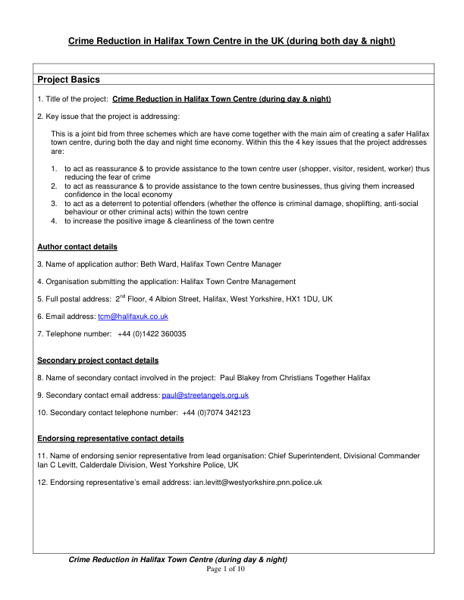 Crime Reduction in Halifax Town Centre in the UK (during both day & night)
Project Basics
1. Title of the project: Crime Reduction in Halifax Town Centre (during day & night)
2. Key issue that the project is addressing:
This is a joint bid from three schemes which are have come together with the main aim of creating a safer Halifax
town centre, during both the day and night time economy. Within this the 4 key issues that the project addresses
are:
1. to act as reassurance & to provide assistance to the town centre user (shopper, visitor, resident, worker) thus
reducing the fear of crime
2. to act as reassurance & to provide assistance to the town centre businesses, thus giving them increased
confidence in the local economy
3. to act as a deterrent to potential offenders (whether the offence is criminal damage, shoplifting, anti-social
behaviour or other criminal acts) within the town centre
4. to increase the positive image & cleanliness of the town centre
Author contact details
3. Name of application author: Beth Ward, Halifax Town Centre Manager
4. Organisation submitting the application: Halifax Town Centre Management
5. Full postal address: 2nd Floor, 4 Albion Street, Halifax, West Yorkshire, HX1 1DU, UK
6. Email address: tcm@halifaxuk.co.uk
7. Telephone number: +44 (0)1422 360035
Secondary project contact details
8. Name of secondary contact involved in the project: Paul Blakey from Christians Together Halifax
9. Secondary contact email address: paul@streetangels.org.uk
10. Secondary contact telephone number: +44 (0)7074 342123
Endorsing representative contact details
11. Name of endorsing senior representative from lead organisation: Chief Superintendent, Divisional Commander
Ian C Levitt, Calderdale Division, West Yorkshire Police, UK
12. Endorsing representative's email address: ian.levitt@westyorkshire.pnn.police.uk
Crime Reduction in Halifax Town Centre (during day & night)
Page 1 of 10